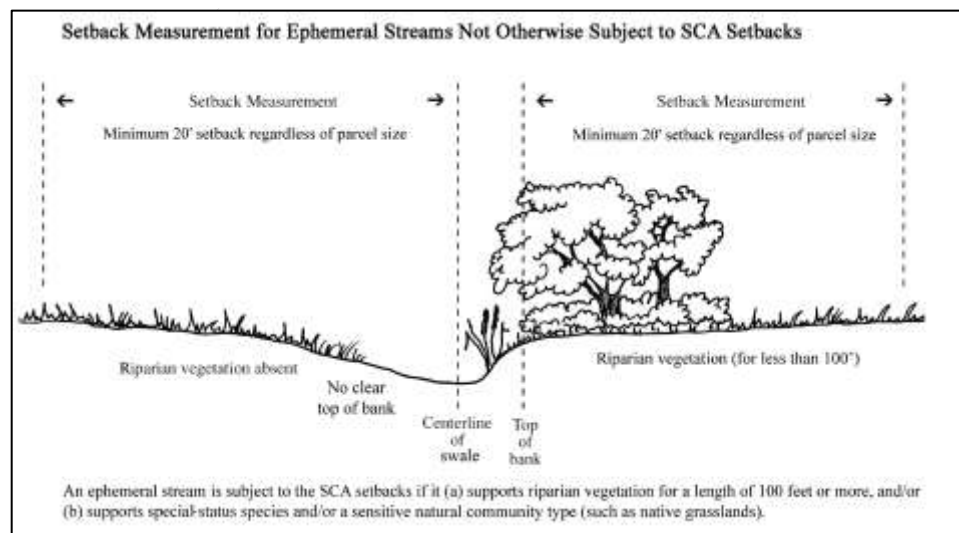 Setback Measurement for Ephemeral Streams Not Otherwise Subject to SCA Setbacks
Setback Measurement
Minimum 20' setback regardless of parcel size
Setback Measurement
Minimum 20' setback regardless of parcel size
Riparian vegetation absent
No clear
top of bank
Riparian vegetation (for less than 100')
Centerline
of
swale
Top
of
bank
An ephemeral stream is subject to the SCA setbacks if it (a) supports riparian vegetation for a length of 100 feet or more, and/or
(b) supports special-status species and/or a sensitive natural community type (such as native grasslands).